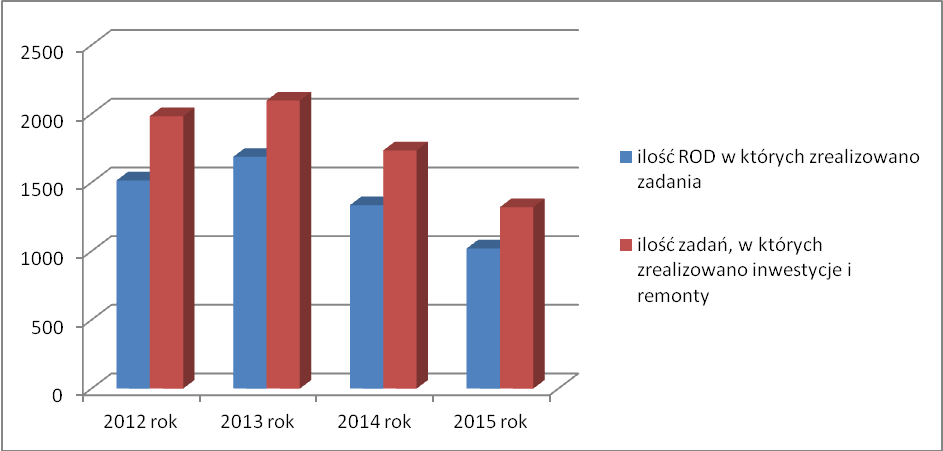 2500
2000
1500
1000
500
0
2012 rok
2013 rok
2014 rok
2015 rok
ilość ROD w których zrealizowano
zadania
ilość zadań, w których
zrealizowano inwestycje i
remonty